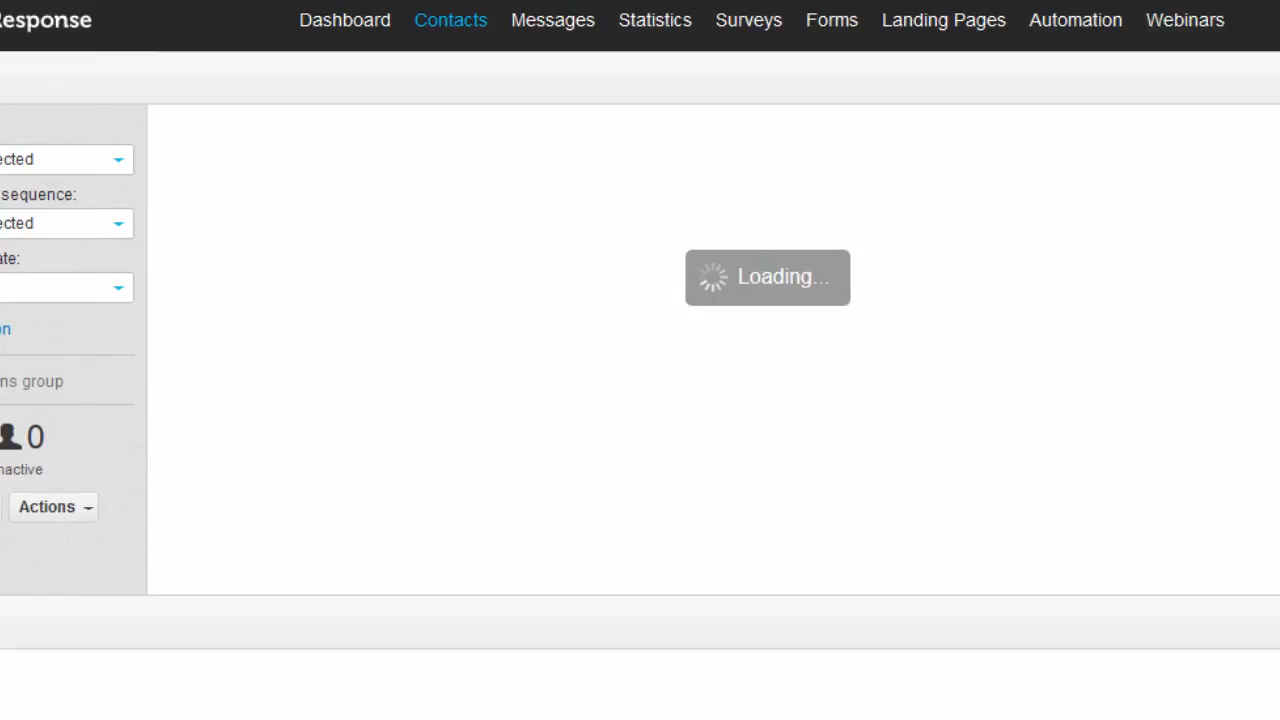 Response Dashboard Contacts Messages Statistics Surveys Forms Landing Pages Automation Webinars
ected
sequence:
ected
ate:
Loading...
on
ns group
0
nactive
Actions